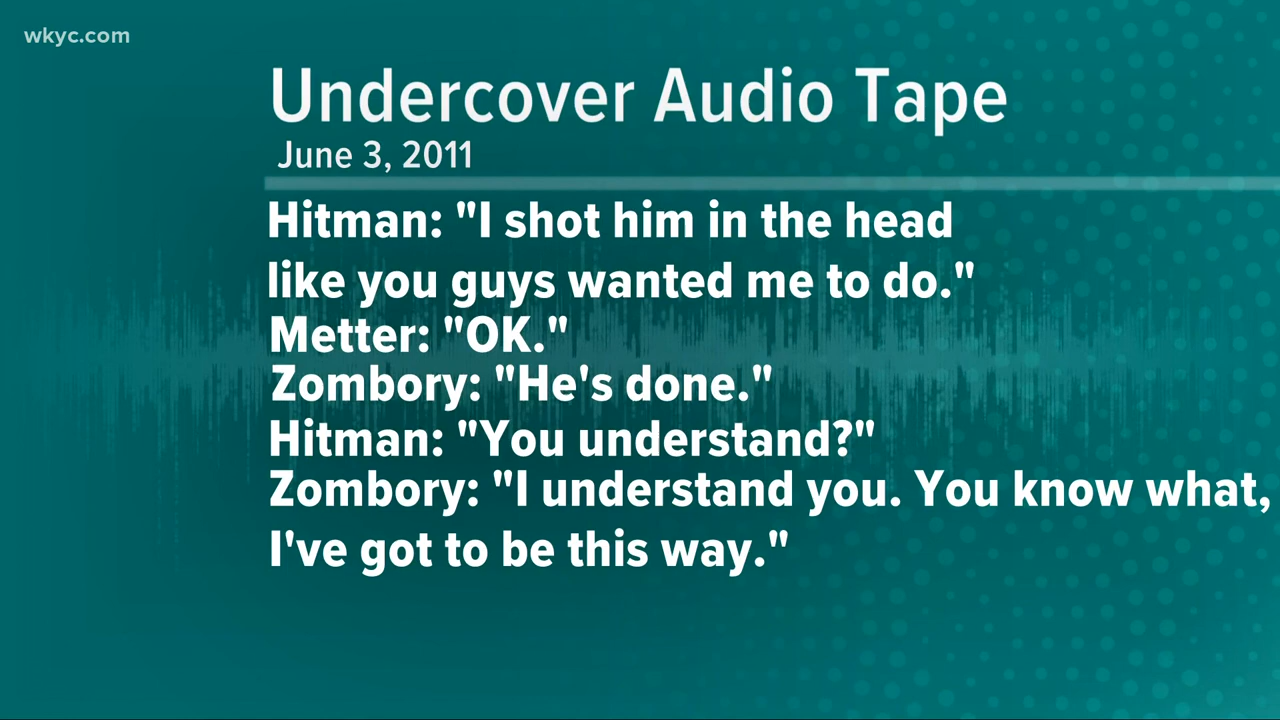 wkyc.com
Undercover Audio Tape
June 3, 2011
Hitman: "I shot him in the head
like you guys wanted me to do."
Metter: "OK."
Zombory: "He's done."
Hitman: "You understand?"
Zombory: "I understand you. You know what,
I've got to be this way."